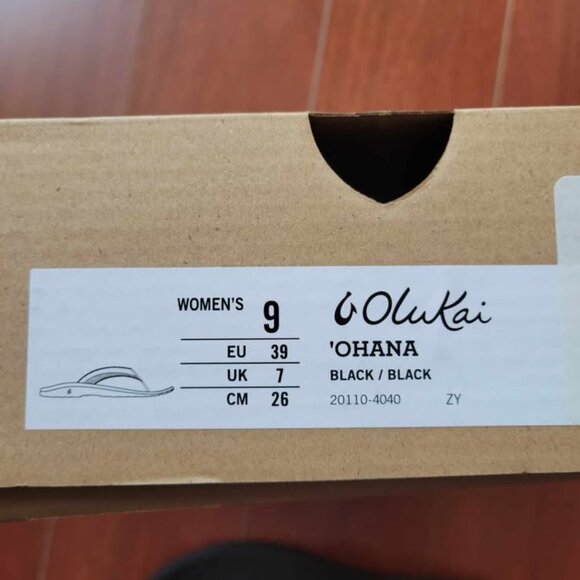 WOMEN'S 9
EU 39
UK 7
CM 26
OluKai
'OHANA
BLACK / BLACK
20110-4040 ZY